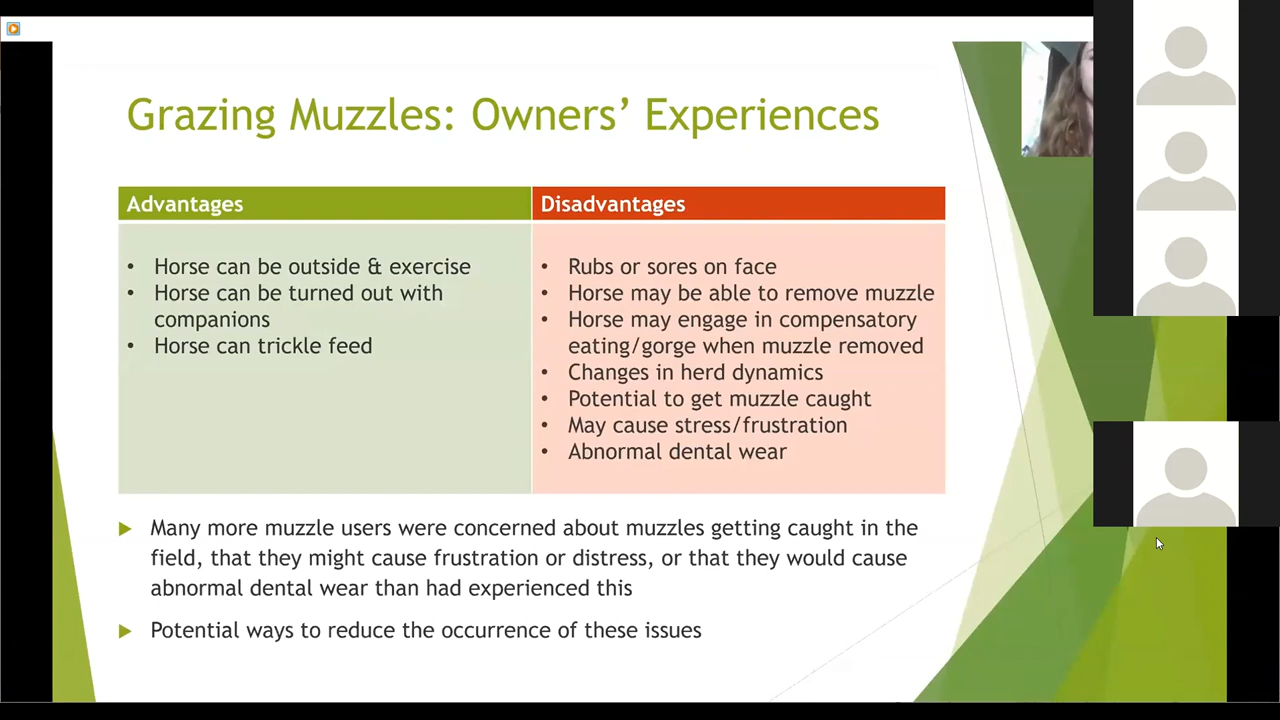 Grazing Muzzles: Owners’ Experiences
Advantages
• Horse can be outside & exercise
• Horse can be turned out with
companions
• Horse can trickle feed
Disadvantages
• Rubs or sores on face
• Horse may be able to remove muzzle
• Horse may engage in compensatory
eating/gorge when muzzle removed
• Changes in herd dynamics
• Potential to get muzzle caught
• May cause stress/frustration
• Abnormal dental wear
Many more muzzle users were concerned about muzzles getting caught in the
field, that they might cause frustration or distress, or that they would cause
abnormal dental wear than had experienced this
Potential ways to reduce the occurrence of these issues